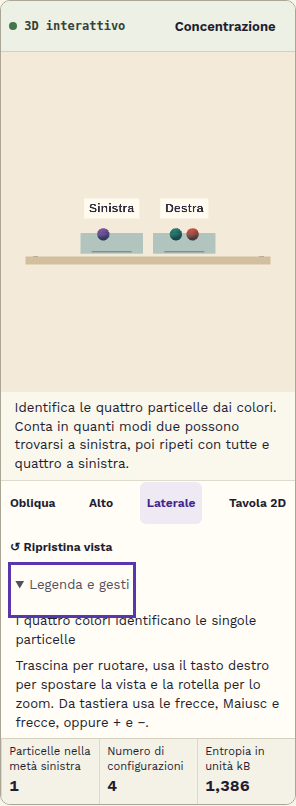 3D interattivo
Concentrazione
Sinistra
Destra
Identifica le quattro particelle dai colori.
Conta in quanti modi due possono
trovarsi a sinistra, poi ripeti con tutte e
quattro a sinistra.
Obliqua
Alto
Laterale
Tavola 2D
↺ Ripristina vista
▼ Legenda e gesti
I quattro colori identificano le singole
particelle
Trascina per ruotare, usa il tasto destro
per spostare la vista e la rotella per lo
zoom. Da tastiera usa le frecce, Maiusc e
frecce, oppure + e −.
Particelle nella
metà sinistra
1
Numero di
configurazioni
4
Entropia in
unità kB
1,386